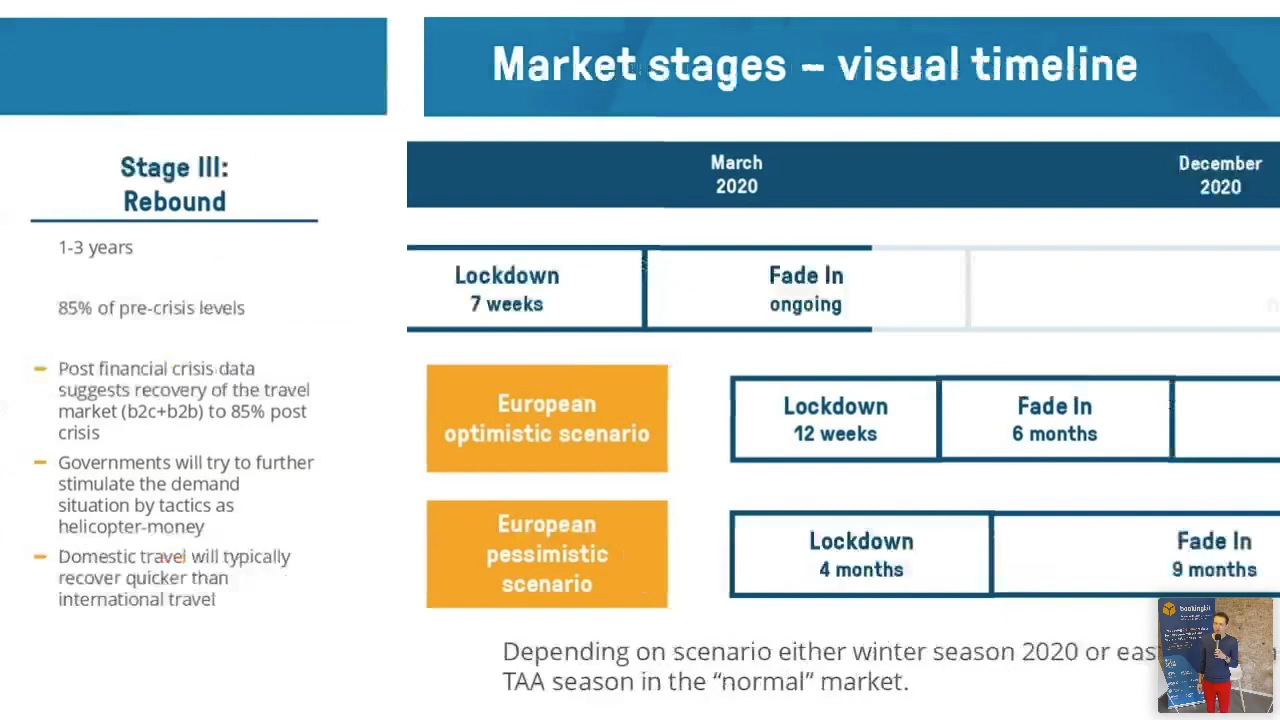 Stage III:
Rebound
1-3 years
85% of pre-crisis levels
Post financial crisis data
suggests recovery of the travel
market (b2c+b2b) to 85% post
crisis
Governments will try to further
stimulate the demand
situation by tactics as
helicopter-money
Domestic travel will typically
recover quicker than
international travel
Market stages – visual timeline
March
2020
December
2020
Lockdown
7 weeks
Fade In
ongoing
European
optimistic scenario
Lockdown
12 weeks
Fade In
6 months
European
pessimistic
scenario
Lockdown
4 months
Fade In
9 months
Depending on scenario either winter season 2020 or eas
TAA season in the “normal” market.
bookingkit